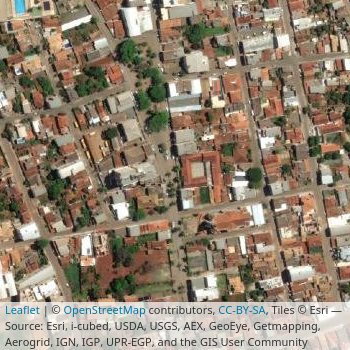 Leaflet | © OpenStreetMap contributors, CC-BY-SA, Tiles © Esri —
Source: Esri, i-cubed, USDA, USGS, AEX, GeoEye, Getmapping,
Aerogrid, IGN, IGP, UPR-EGP, and the GIS User Community